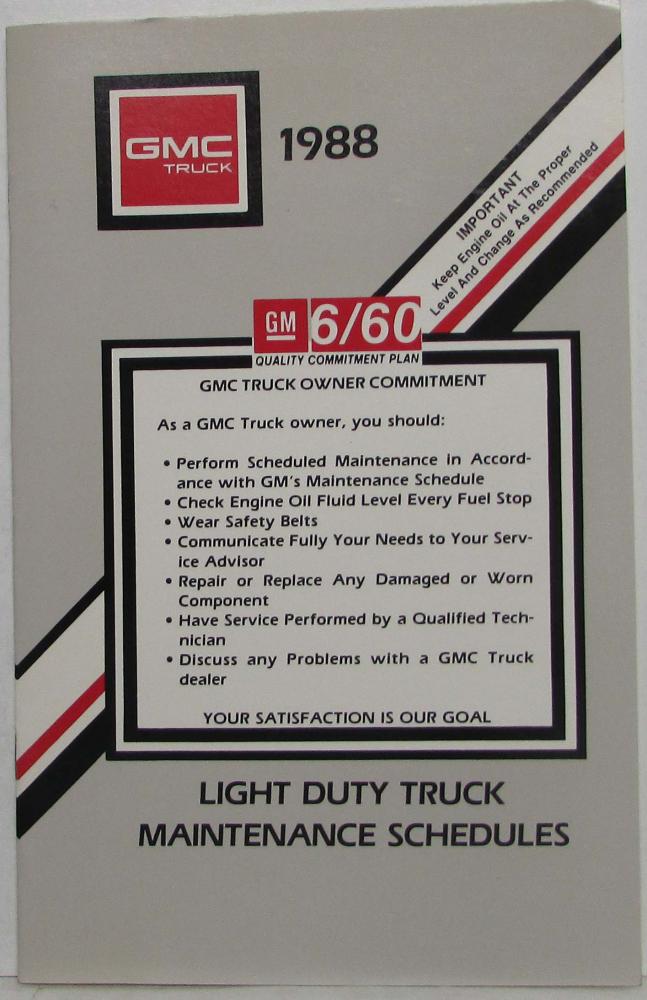 GMC
TRUCK
1988
IMPORTANT
Keep Engine Oil At The Proper
Level And Change As Recommended
GM 6/60
QUALITY COMMITMENT PLAN
GMC TRUCK OWNER COMMITMENT
As a GMC Truck owner, you should:
• Perform Scheduled Maintenance in Accord-
ance with GM's Maintenance Schedule
• Check Engine Oil Fluid Level Every Fuel Stop
• Wear Safety Belts
• Communicate Fully Your Needs to Your Serv-
ice Advisor
• Repair or Replace Any Damaged or Worn
Component
• Have Service Performed by a Qualified Tech-
nician
• Discuss any Problems with a GMC Truck
dealer
YOUR SATISFACTION IS OUR GOAL
LIGHT DUTY TRUCK
MAINTENANCE SCHEDULES